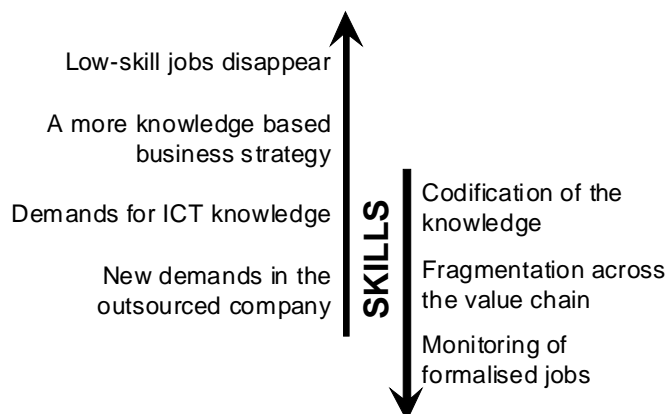 Low-skill jobs disappear
A more knowledge based
business strategy
Demands for ICT knowledge
New demands in the
outsourced company
SKILLS
Codification of the
knowledge
Fragmentation across
the value chain
Monitoring of
formalised jobs